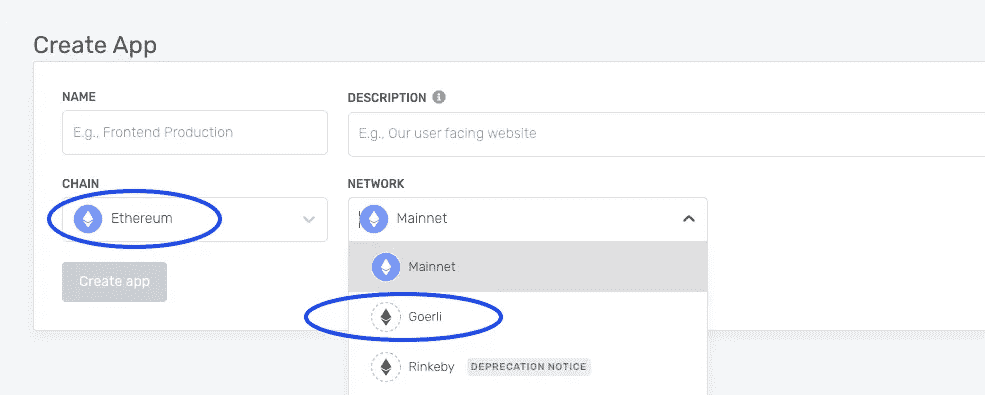 Create App
NAME
DESCRIPTION
E.g., Frontend Production
E.g., Our user facing website
CHAIN
NETWORK
Ethereum
Mainnet
Create app
Mainnet
Goerli
Rinkeby DEPRECATION NOTICE